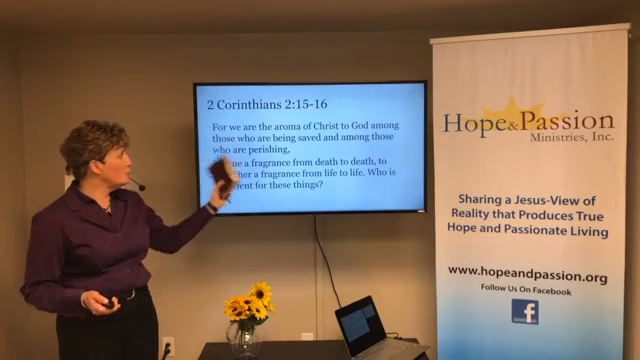 2 Corinthians 2:15-16
For we are the aroma of Christ to God among
those who are being saved and among those
who are perishing,
a fragrance from death to death, to
a fragrance from life to life. Who is
for these things?
Hope&Passion
Ministries, Inc.
Sharing a Jesus-View of
Reality that Produces True
Hope and Passionate Living
www.hopeandpassion.org
Follow Us On Facebook
f